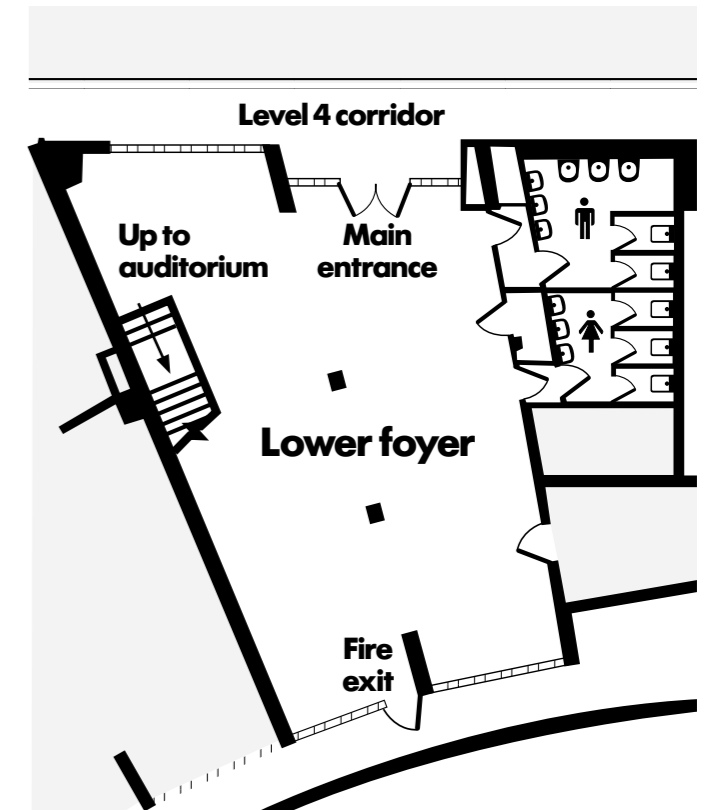 Level 4 corridor
Up to
auditorium
Main
entrance
Lower foyer
Fire
exit